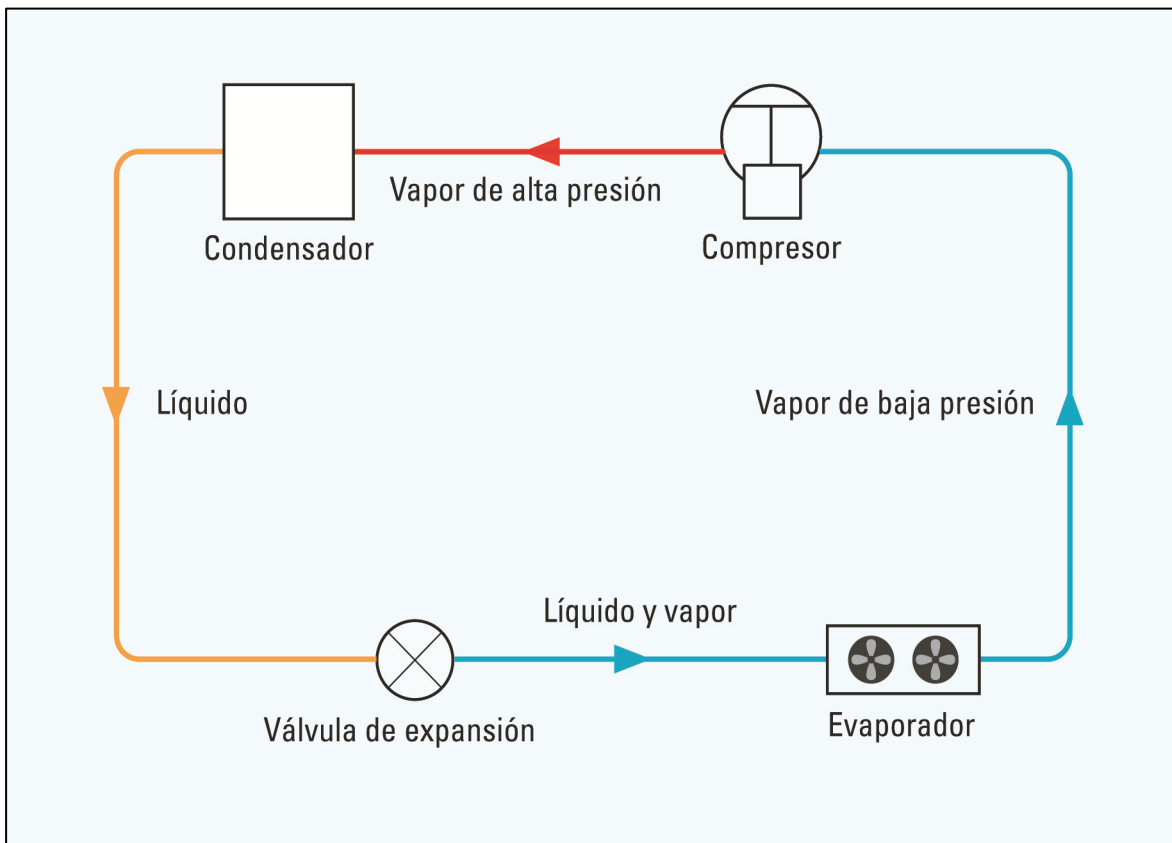 Vapor de alta presión
Condensador
Compresor
Líquido
Vapor de baja presión
Líquido y vapor
Válvula de expansión
Evaporador